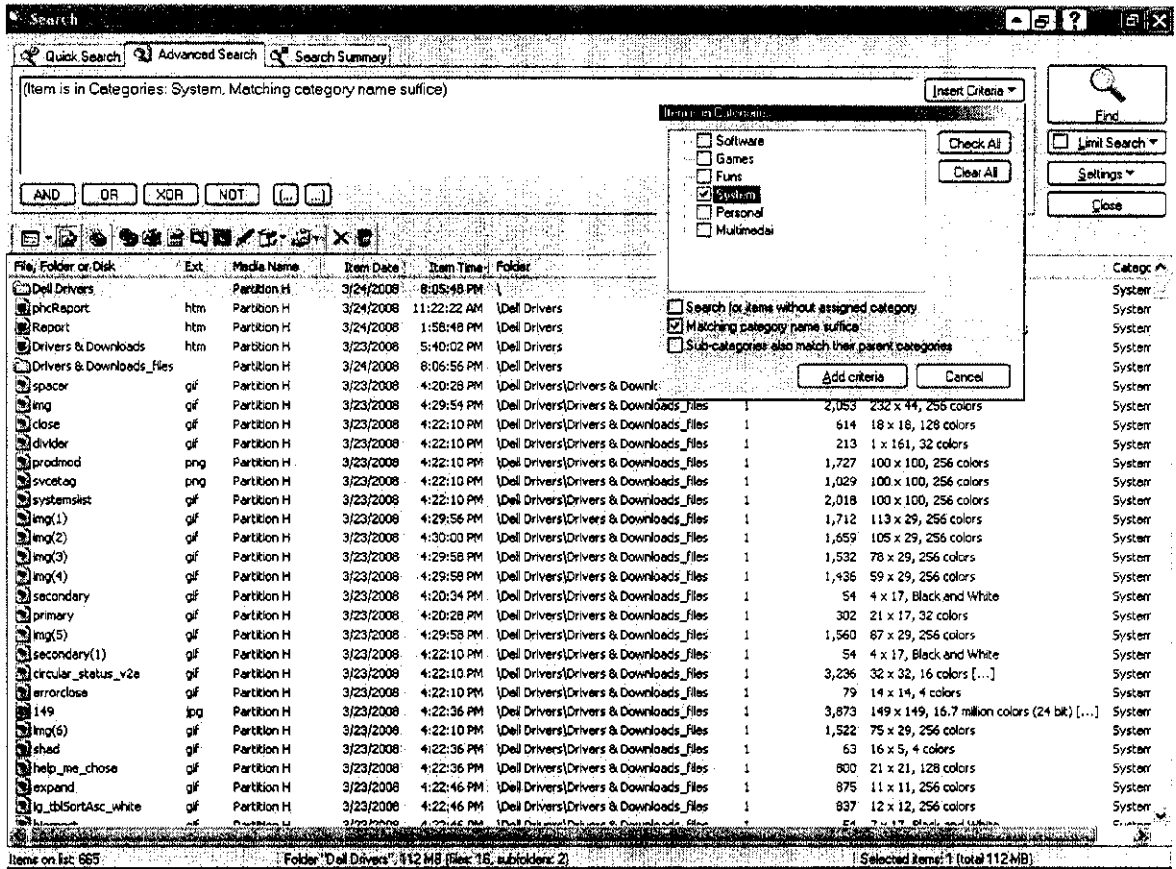 Search
Quick Search Advanced Search Search Summary
(Item is in Categories: System, Matching category name suffice)
Insert Criteria
Find
Limit Search
Settings
Close
Item is in Categories
Software
Games
Funs
System
Personal
Multimedai
Check All
Clear All
Search for items without assigned category
Matching category name suffice
Sub-categories also match their parent categories
Add criteria Cancel
AND OR XOR NOT (... ...)
File, Folder or Disk Ext Media Name Item Date Item Time Folder Categc
Dell Drivers Partition H 3/24/2008 8:05:48 PM \ System
phcReport htm Partition H 3/24/2008 11:22:22 AM \Dell Drivers System
Report htm Partition H 3/24/2008 1:58:48 PM \Dell Drivers System
Drivers & Downloads htm Partition H 3/23/2008 5:40:02 PM \Dell Drivers System
Drivers & Downloads_files Partition H 3/24/2008 8:06:56 PM \Dell Drivers System
spacer gif Partition H 3/23/2008 4:20:28 PM \Dell Drivers\Drivers & Downlc System
img gif Partition H 3/23/2008 4:29:54 PM \Dell Drivers\Drivers & Downloads_files 1 2,053 232 x 44, 256 colors System
close gif Partition H 3/23/2008 4:22:10 PM \Dell Drivers\Drivers & Downloads_files 1 614 18 x 18, 128 colors System
divider gif Partition H 3/23/2008 4:22:10 PM \Dell Drivers\Drivers & Downloads_files 1 213 1 x 161, 32 colors System
prodmod png Partition H 3/23/2008 4:22:10 PM \Dell Drivers\Drivers & Downloads_files 1 1,727 100 x 100, 256 colors System
svcetag png Partition H 3/23/2008 4:22:10 PM \Dell Drivers\Drivers & Downloads_files 1 1,029 100 x 100, 256 colors System
systemslist gif Partition H 3/23/2008 4:22:10 PM \Dell Drivers\Drivers & Downloads_files 1 2,018 100 x 100, 256 colors System
img(1) gif Partition H 3/23/2008 4:29:56 PM \Dell Drivers\Drivers & Downloads_files 1 1,712 113 x 29, 256 colors System
img(2) gif Partition H 3/23/2008 4:30:00 PM \Dell Drivers\Drivers & Downloads_files 1 1,659 105 x 29, 256 colors System
img(3) gif Partition H 3/23/2008 4:29:58 PM \Dell Drivers\Drivers & Downloads_files 1 1,532 78 x 29, 256 colors System
img(4) gif Partition H 3/23/2008 4:29:58 PM \Dell Drivers\Drivers & Downloads_files 1 1,436 59 x 29, 256 colors System
secondary gif Partition H 3/23/2008 4:20:34 PM \Dell Drivers\Drivers & Downloads_files 1 54 4 x 17, Black and White System
primary gif Partition H 3/23/2008 4:20:28 PM \Dell Drivers\Drivers & Downloads_files 1 302 21 x 17, 32 colors System
img(5) gif Partition H 3/23/2008 4:29:58 PM \Dell Drivers\Drivers & Downloads_files 1 1,560 87 x 29, 256 colors System
secondary(1) gif Partition H 3/23/2008 4:22:10 PM \Dell Drivers\Drivers & Downloads_files 1 54 4 x 17, Black and White System
circular_status_v2a gif Partition H 3/23/2008 4:22:10 PM \Dell Drivers\Drivers & Downloads_files 1 3,236 32 x 32, 16 colors [...] System
errorclose gif Partition H 3/23/2008 4:22:10 PM \Dell Drivers\Drivers & Downloads_files 1 79 14 x 14, 4 colors System
149 jpg Partition H 3/23/2008 4:22:36 PM \Dell Drivers\Drivers & Downloads_files 1 3,873 149 x 149, 16.7 million colors (24 bit) [...] System
img(6) gif Partition H 3/23/2008 4:22:10 PM \Dell Drivers\Drivers & Downloads_files 1 1,522 75 x 29, 256 colors System
shad gif Partition H 3/23/2008 4:22:36 PM \Dell Drivers\Drivers & Downloads_files 1 63 16 x 5, 4 colors System
help_me_chose gif Partition H 3/23/2008 4:22:36 PM \Dell Drivers\Drivers & Downloads_files 1 800 21 x 21, 128 colors System
expand gif Partition H 3/23/2008 4:22:46 PM \Dell Drivers\Drivers & Downloads_files 1 875 11 x 11, 256 colors System
lg_tblSortAsc_white gif Partition H 3/23/2008 4:22:46 PM \Dell Drivers\Drivers & Downloads_files 1 837 12 x 12, 256 colors System
Items on list: 665 Folder "Dell Drivers", 112 MB (files: 16, subfolders: 2) Selected items: 1 (total 112 MB)